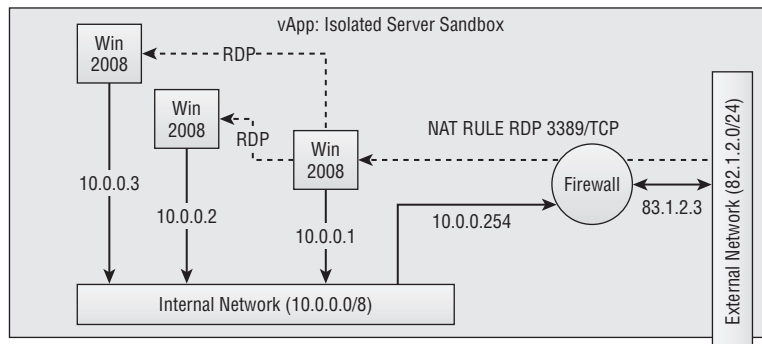 vApp: Isolated Server Sandbox
Win
2008
RDP
Win
2008
RDP
Win
2008
NAT RULE RDP 3389/TCP
Firewall
10.0.0.3
10.0.0.2
10.0.0.1
10.0.0.254
83.1.2.3
Internal Network (10.0.0.0/8)
External Network (82.1.2.0/24)